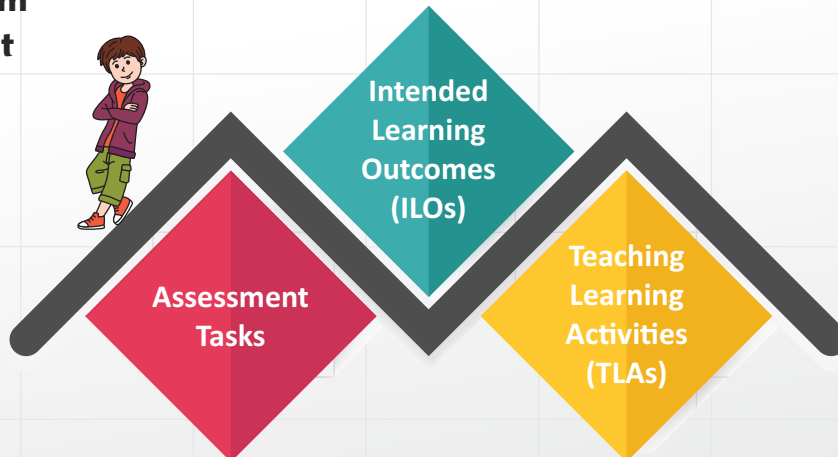 Intended
Learning
Outcomes
(ILOs)
Assessment
Tasks
Teaching
Learning
Activities
(TLAs)